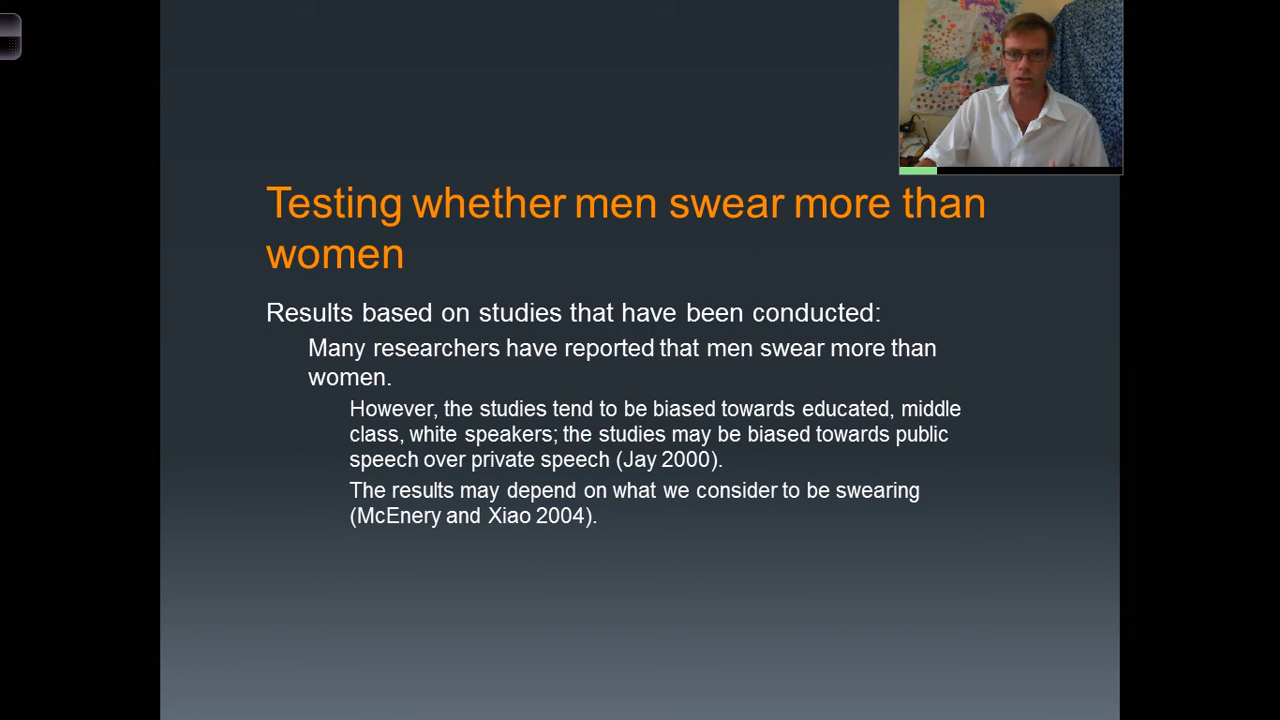 Testing whether men swear more than
women
Results based on studies that have been conducted:
Many researchers have reported that men swear more than
women.
However, the studies tend to be biased towards educated, middle
class, white speakers; the studies may be biased towards public
speech over private speech (Jay 2000).
The results may depend on what we consider to be swearing
(McEnery and Xiao 2004).